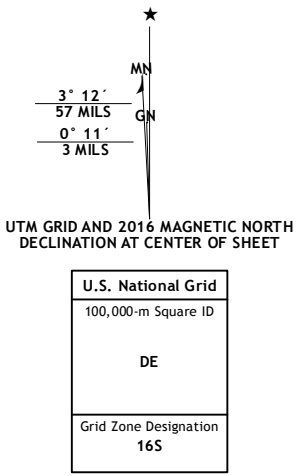 MN
3° 12´
57 MILS
GN
0° 11´
3 MILS
UTM GRID AND 2016 MAGNETIC NORTH
DECLINATION AT CENTER OF SHEET
U.S. National Grid
100,000-m Square ID
DE
Grid Zone Designation
16S